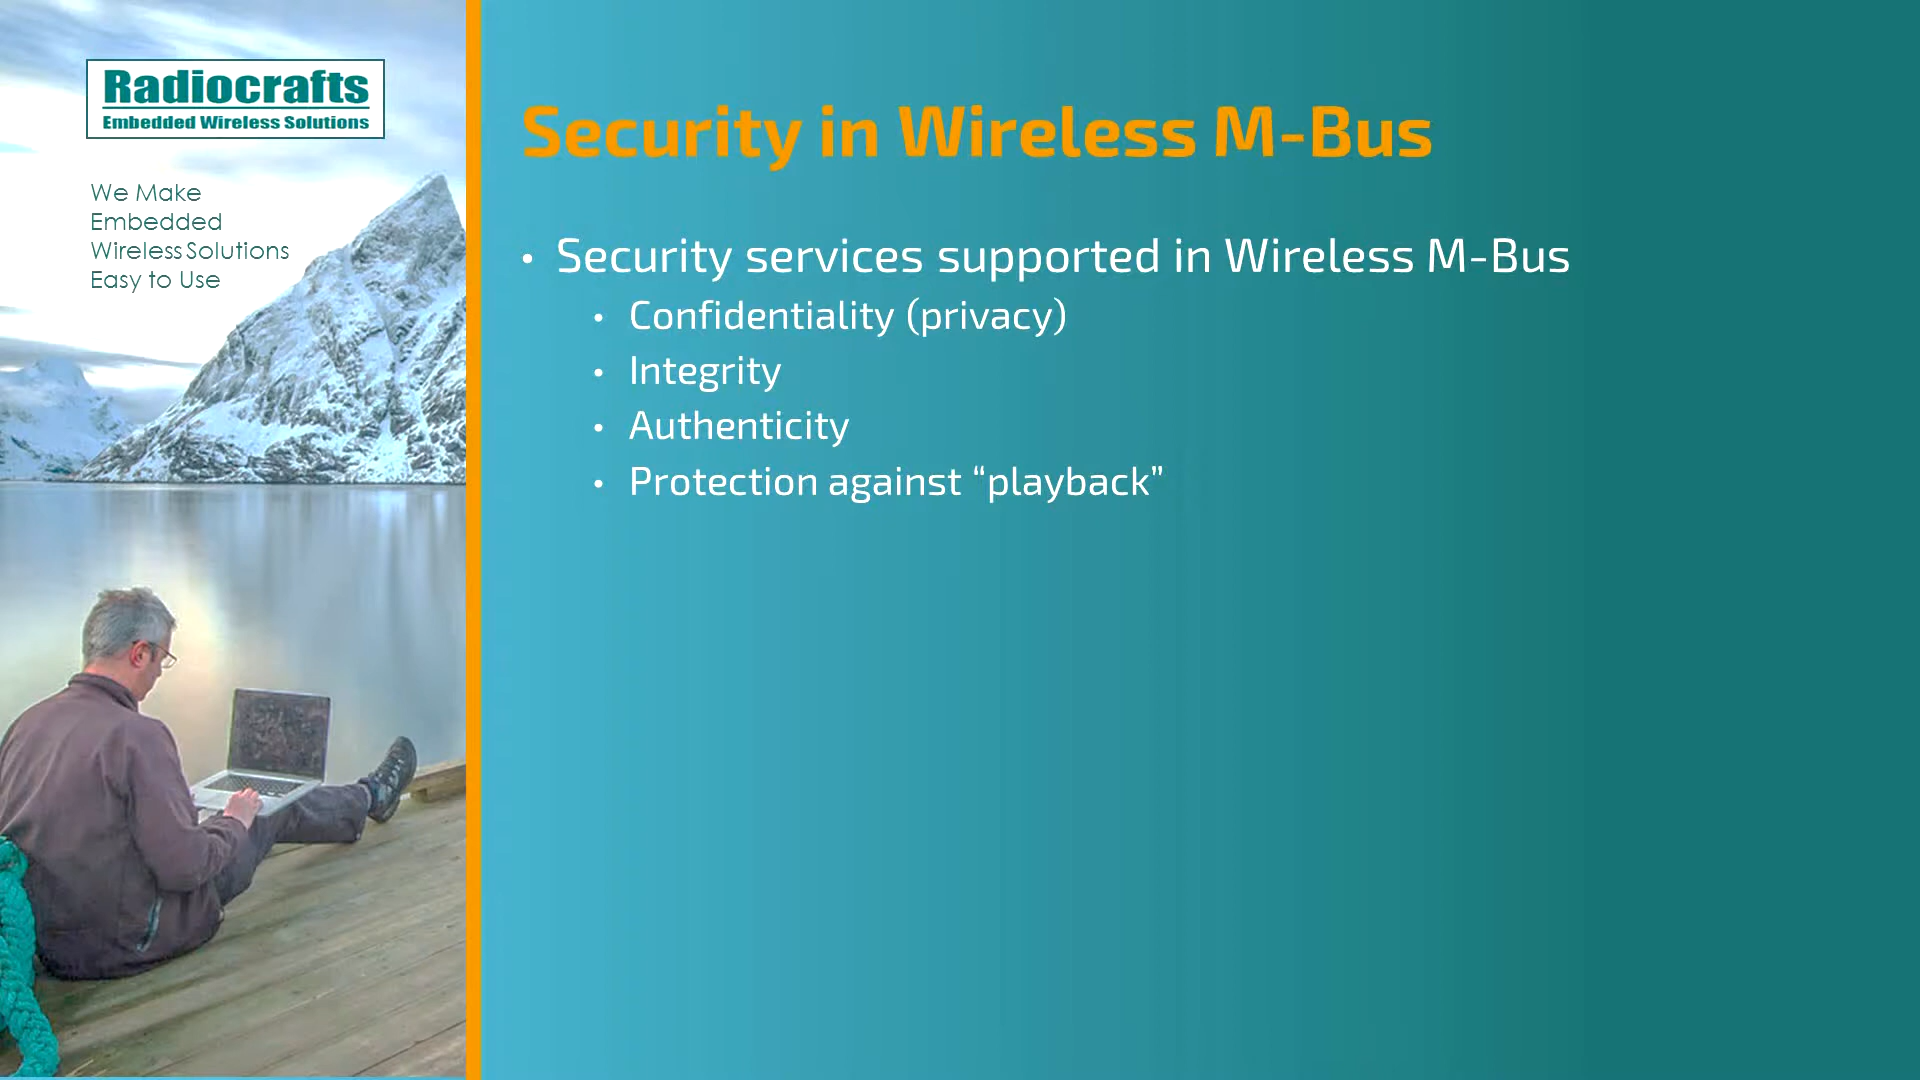 Radiocrafts
Embedded Wireless Solutions
We Make
Embedded
Wireless Solutions
Easy to Use
Security in Wireless M-Bus
• Security services supported in Wireless M-Bus
• Confidentiality (privacy)
• Integrity
• Authenticity
• Protection against “playback”